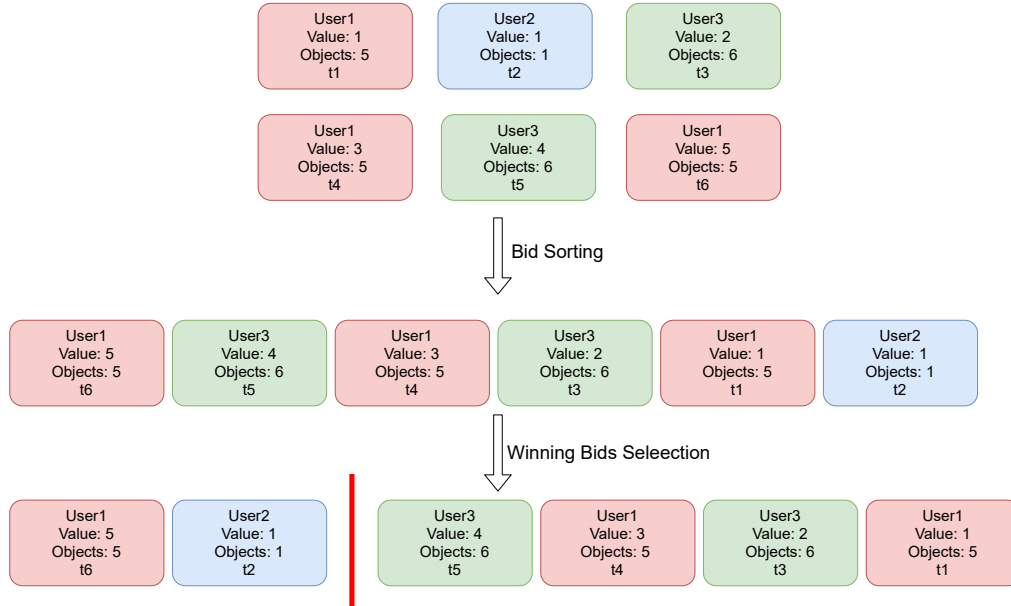 User1
Value: 1
Objects: 5
t1
User2
Value: 1
Objects: 1
t2
User3
Value: 2
Objects: 6
t3
User1
Value: 3
Objects: 5
t4
User3
Value: 4
Objects: 6
t5
User1
Value: 5
Objects: 5
t6
Bid Sorting
User1
Value: 5
Objects: 5
t6
User3
Value: 4
Objects: 6
t5
User1
Value: 3
Objects: 5
t4
User3
Value: 2
Objects: 6
t3
User1
Value: 1
Objects: 5
t1
User2
Value: 1
Objects: 1
t2
Winning Bids Seleection
User1
Value: 5
Objects: 5
t6
User2
Value: 1
Objects: 1
t2
User3
Value: 4
Objects: 6
t5
User1
Value: 3
Objects: 5
t4
User3
Value: 2
Objects: 6
t3
User1
Value: 1
Objects: 5
t1